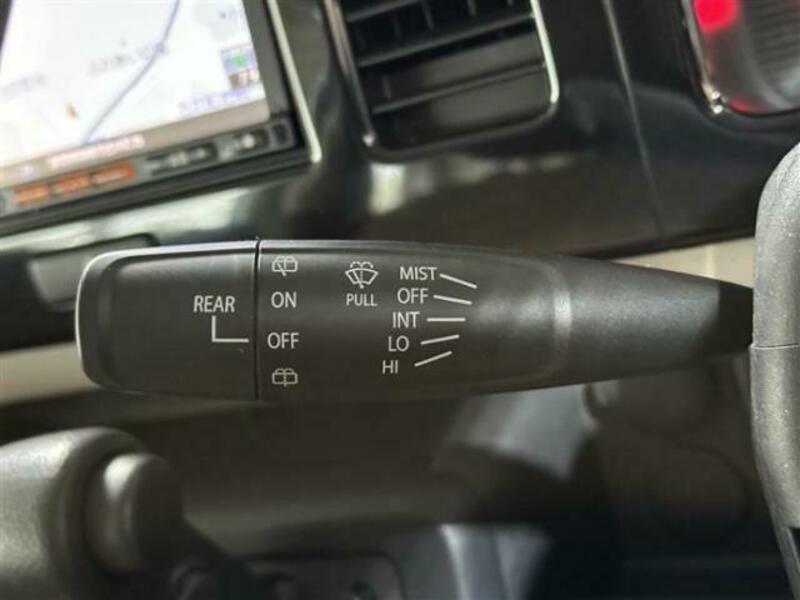 REAR
ON
OFF
PULL
MIST
OFF
INT
LO
HI